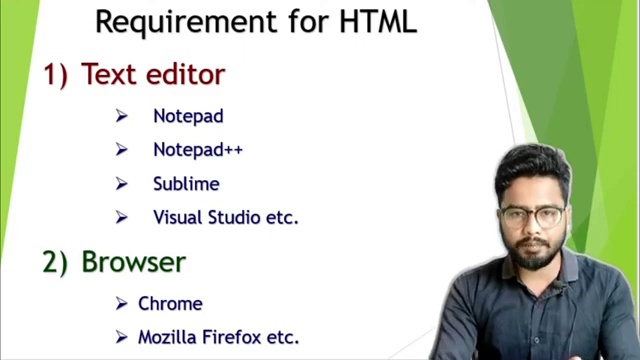 Requirement for HTML
1) Text editor
➢ Notepad
➢ Notepad++
➢ Sublime
➢ Visual Studio etc.
2) Browser
➢ Chrome
➢ Mozilla Firefox etc.